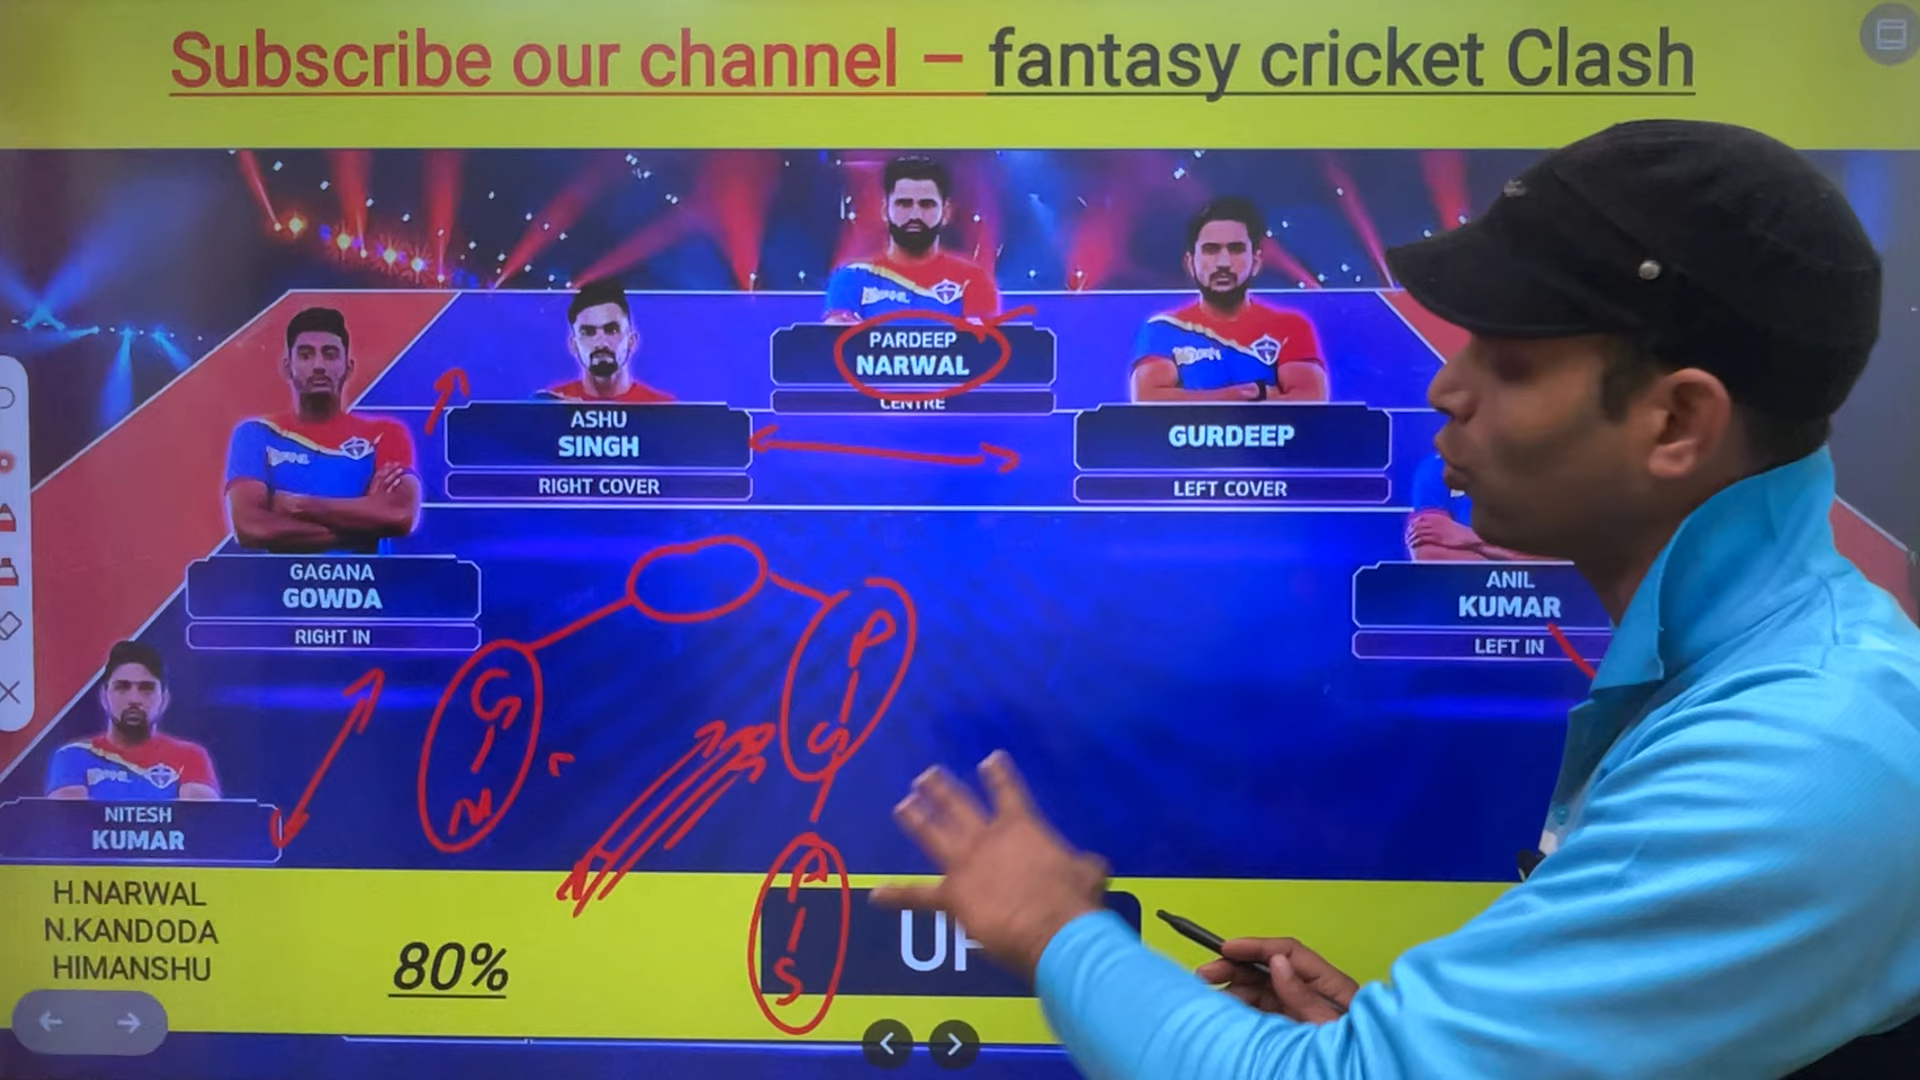 Subscribe our channel – fantasy cricket Clash
PARDEEP
NARWAL
CENTRE
ASHU
SINGH
RIGHT COVER
GURDEEP
LEFT COVER
GAGANA
GOWDA
RIGHT IN
ANIL
KUMAR
LEFT IN
NITESH
KUMAR
H.NARWAL
N.KANDODA
HIMANSHU
80%
UP
P
G
N
S